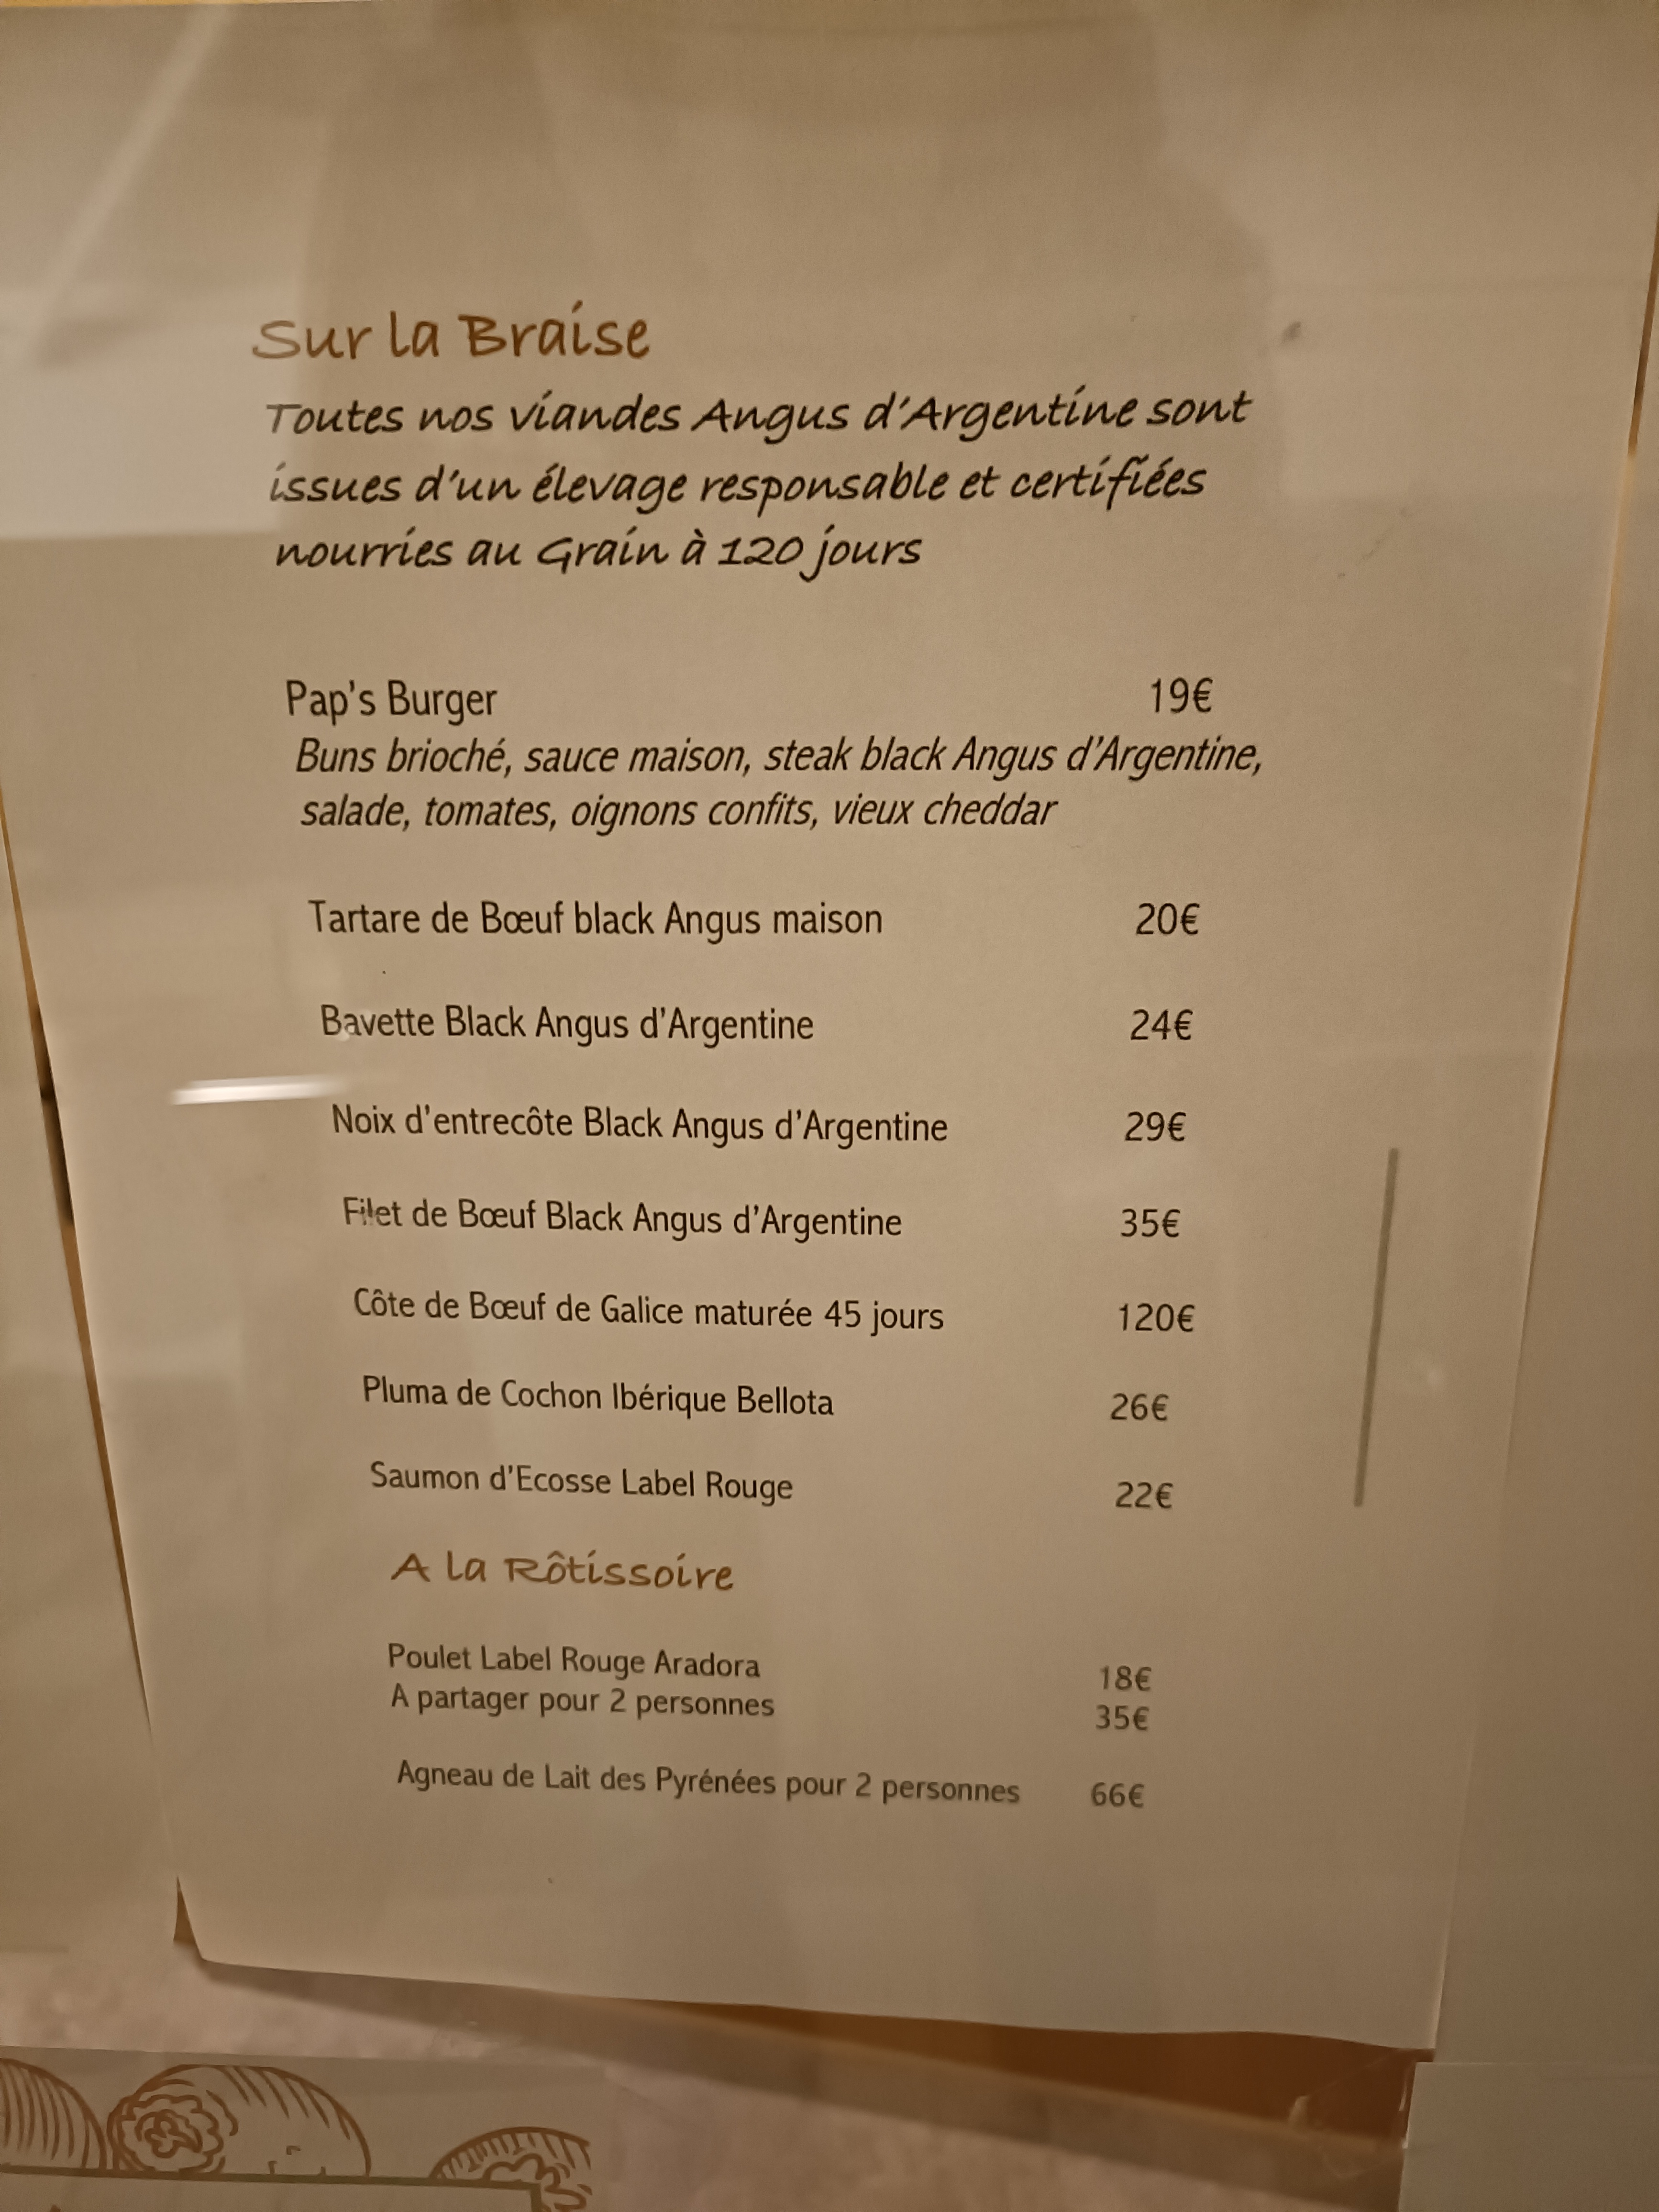 Sur la Braise
Toutes nos viandes Angus d'Argentine sont
issues d'un élevage responsable et certifiées
nourries au Grain à 120 jours
Pap's Burger 19€
Buns brioché, sauce maison, steak black Angus d'Argentine,
salade, tomates, oignons confits, vieux cheddar
Tartare de Bœuf black Angus maison 20€
Bavette Black Angus d'Argentine 24€
Noix d'entrecôte Black Angus d'Argentine 29€
Filet de Bœuf Black Angus d'Argentine 35€
Côte de Bœuf de Galice maturée 45 jours 120€
Pluma de Cochon Ibérique Bellota 26€
Saumon d'Ecosse Label Rouge 22€
A la Rôtissoire
Poulet Label Rouge Aradora 18€
A partager pour 2 personnes 35€
Agneau de Lait des Pyrénées pour 2 personnes 66€